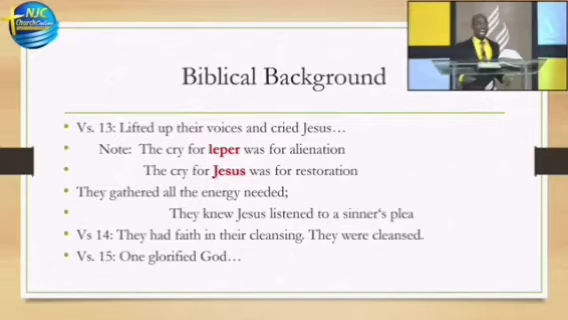 NJC
ChurchOnline
Biblical Background
• Vs. 13: Lifted up their voices and cried Jesus…
• Note: The cry for leper was for alienation
• The cry for Jesus was for restoration
• They gathered all the energy needed;
• They knew Jesus listened to a sinner's plea
• Vs 14: They had faith in their cleansing. They were cleansed.
• Vs. 15: One glorified God…